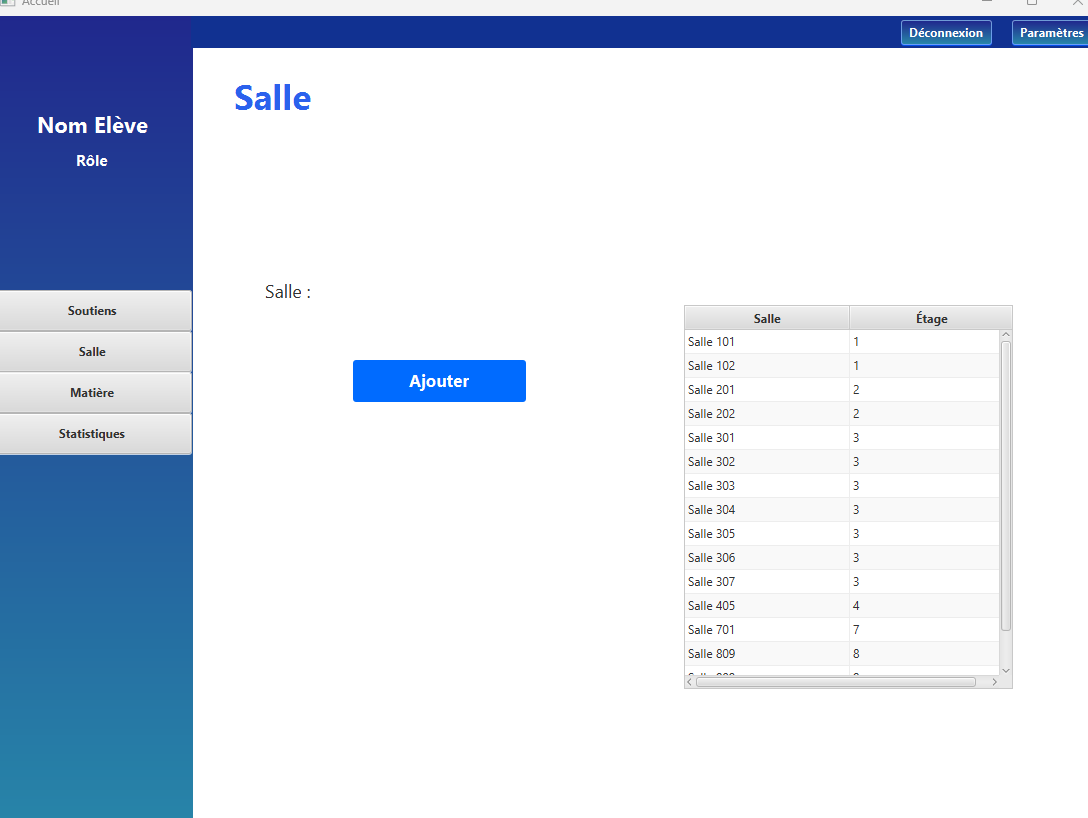 Accueil
Déconnexion Paramètres
Nom Elève
Rôle
Soutiens
Salle
Matière
Statistiques
Salle
Salle :
Ajouter
Salle Étage
Salle 101 1
Salle 102 1
Salle 201 2
Salle 202 2
Salle 301 3
Salle 302 3
Salle 303 3
Salle 304 3
Salle 305 3
Salle 306 3
Salle 307 3
Salle 405 4
Salle 701 7
Salle 809 8